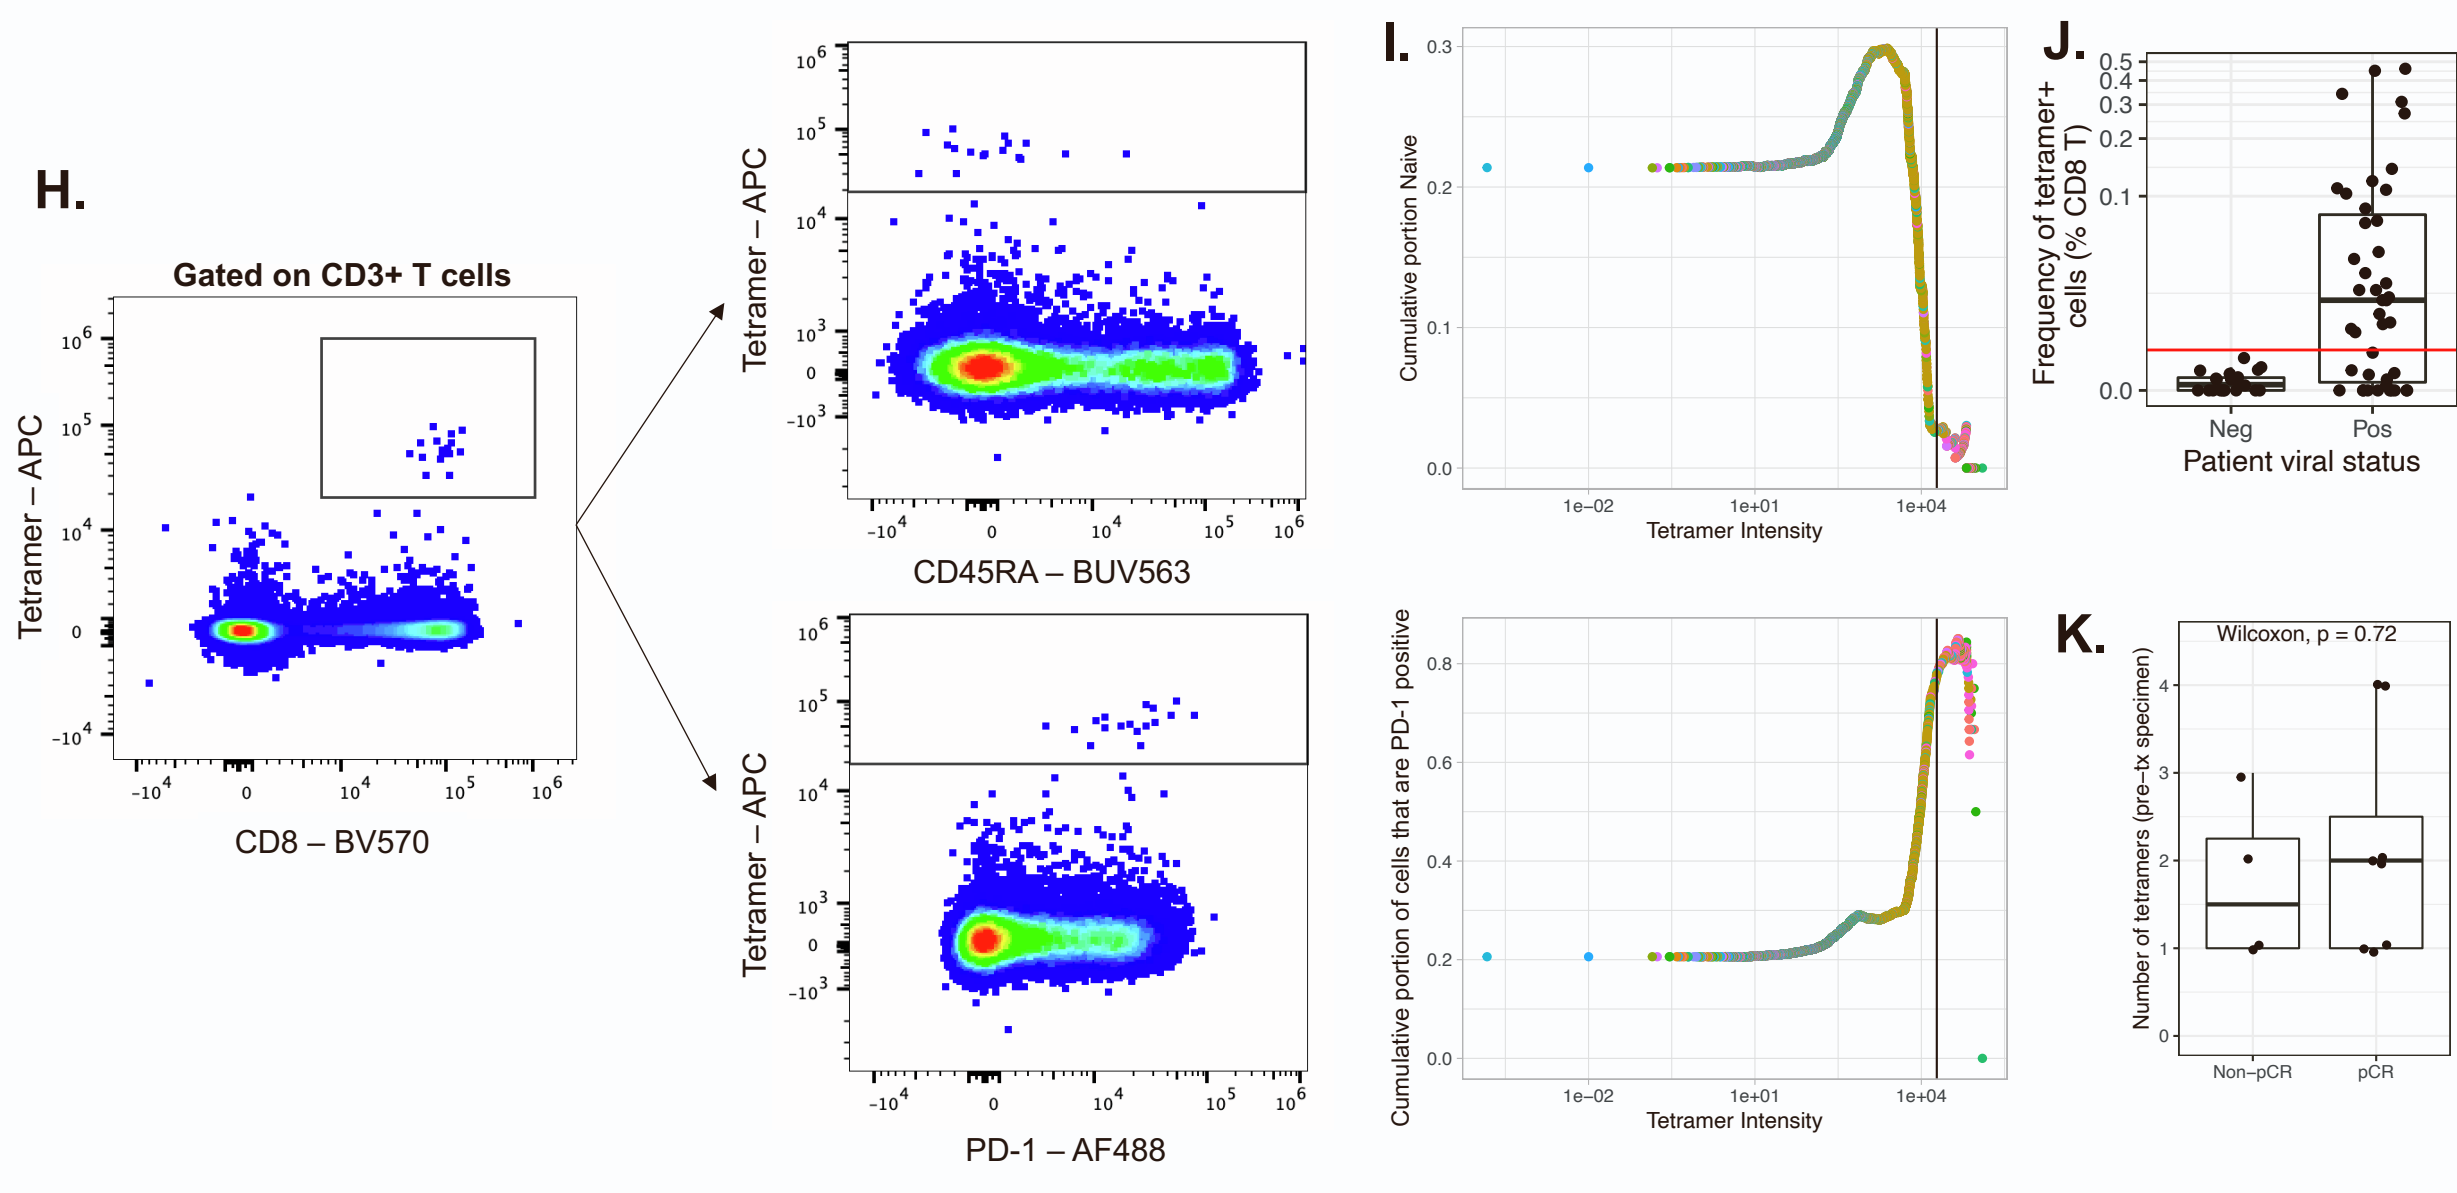 H.
Gated on CD3+ T cells
Tetramer – APC
10^6
10^5
10^4
0
-10^4
-10^4
0
10^4
10^5
10^6
CD8 – BV570
Tetramer – APC
10^6
10^5
10^4
10^3
0
-10^3
-10^4
0
10^4
10^5
10^6
CD45RA – BUV563
Tetramer – APC
10^6
10^5
10^4
10^3
0
-10^3
-10^4
0
10^4
10^5
10^6
PD-1 – AF488
I.
Cumulative portion Naive
0.3
0.2
0.1
0.0
1e−02
1e+01
1e+04
Tetramer Intensity
Cumulative portion of cells that are PD-1 positive
0.8
0.6
0.4
0.2
0.0
1e−02
1e+01
1e+04
Tetramer Intensity
J.
Frequency of tetramer+
cells (% CD8 T)
0.5
0.4
0.3
0.2
0.1
0.0
Neg
Pos
Patient viral status
K.
Wilcoxon, p = 0.72
Number of tetramers (pre−tx specimen)
4
3
2
1
0
Non−pCR
pCR